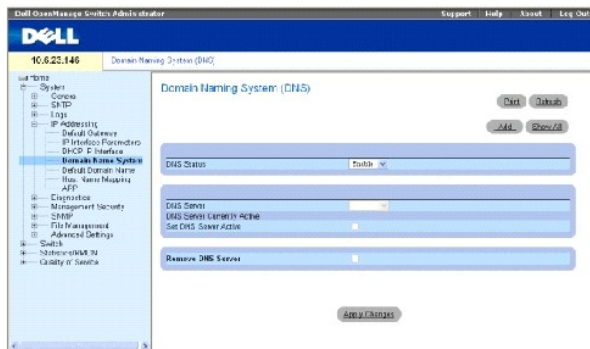 Dell OpenManage Switch Administrator
Support Help About Log Out
DELL
10.6.23.146
Domain Naming System (DNS)
Home
System
General
SNTP
Logs
IP Addressing
Default Gateway
IP Interface Parameters
DHCP IP Interface
Domain Name System
Default Domain Name
Host Name Mapping
ARP
Diagnostics
Management Security
SNMP
File Management
Advanced Settings
Switch
Statistics/RMON
Quality of Service
Domain Naming System (DNS)
Print Refresh
Add Show All
DNS Status Enable
DNS Server
DNS Server Currently Active
Set DNS Server Active
Remove DNS Server
Apply Changes